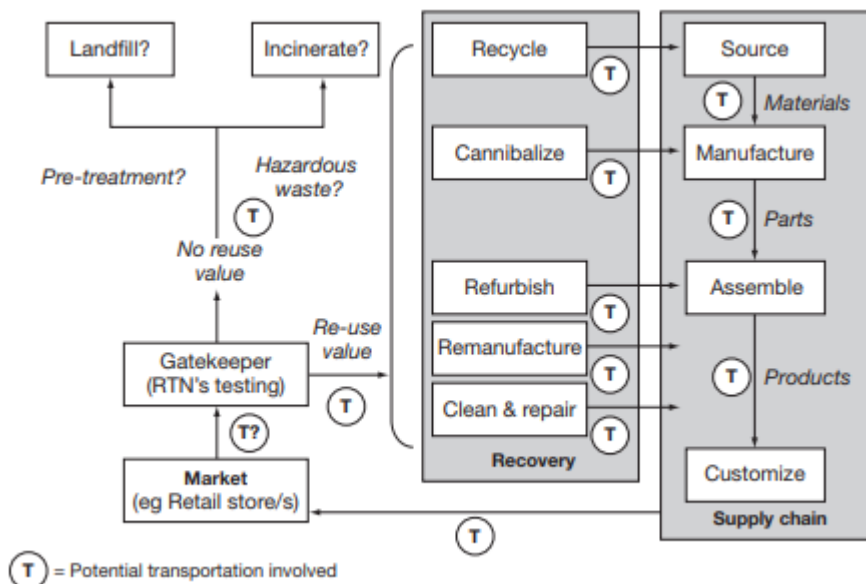 Landfill?
Incinerate?
Recycle
Source
T
T
Materials
Cannibalize
Manufacture
Pre-treatment?
Hazardous
waste?
T
T
T
Parts
No reuse
value
Refurbish
Assemble
T
Re-use
value
Remanufacture
T
Gatekeeper
(RTN's testing)
T
T
Products
Clean & repair
T
T?
Market
(eg Retail store/s)
Recovery
Customize
Supply chain
T
T = Potential transportation involved